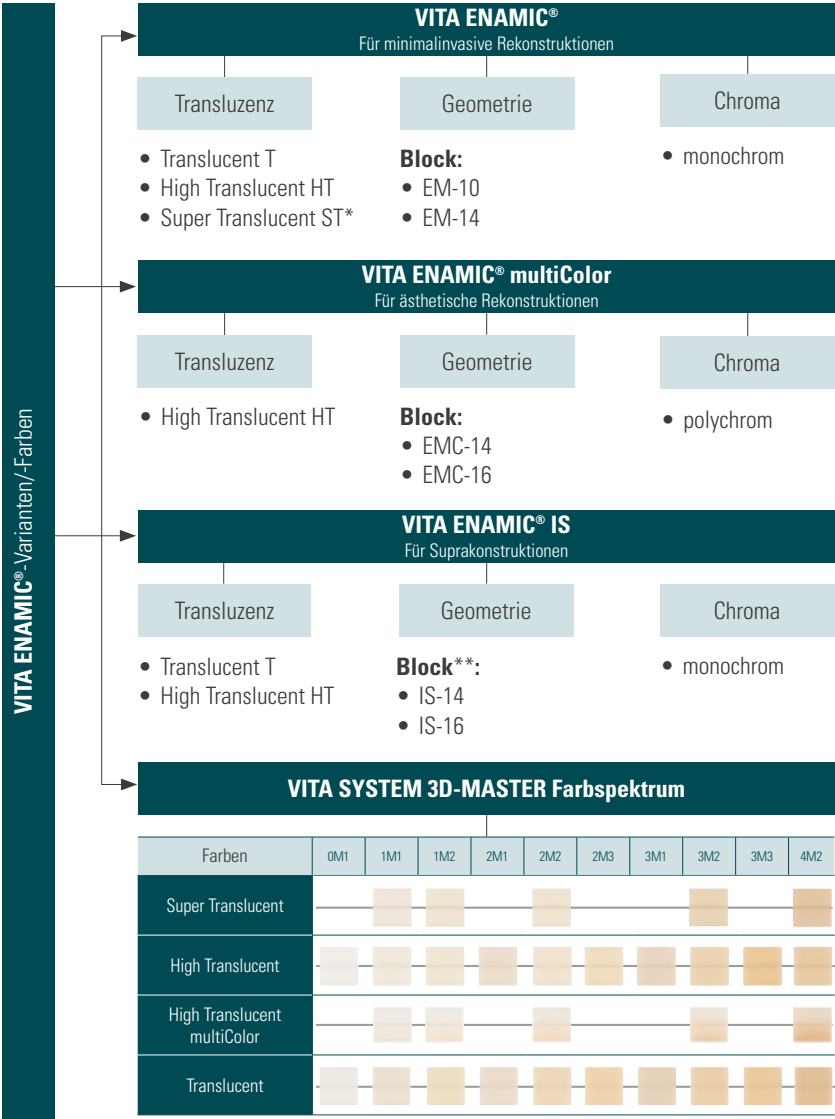 VITA ENAMIC®-Varianten/-Farben
VITA ENAMIC®
Für minimalinvasive Rekonstruktionen
Transluzenz
Geometrie
Chroma
• Translucent T
• High Translucent HT
• Super Translucent ST*
Block:
• EM-10
• EM-14
• monochrom
VITA ENAMIC® multiColor
Für ästhetische Rekonstruktionen
Transluzenz
Geometrie
Chroma
• High Translucent HT
Block:
• EMC-14
• EMC-16
• polychrom
VITA ENAMIC® IS
Für Suprakonstruktionen
Transluzenz
Geometrie
Chroma
• Translucent T
• High Translucent HT
Block**:
• IS-14
• IS-16
• monochrom
VITA SYSTEM 3D-MASTER Farbspektrum
Farben 0M1 1M1 1M2 2M1 2M2 2M3 3M1 3M2 3M3 4M2
Super Translucent
High Translucent
High Translucent
multiColor
Translucent